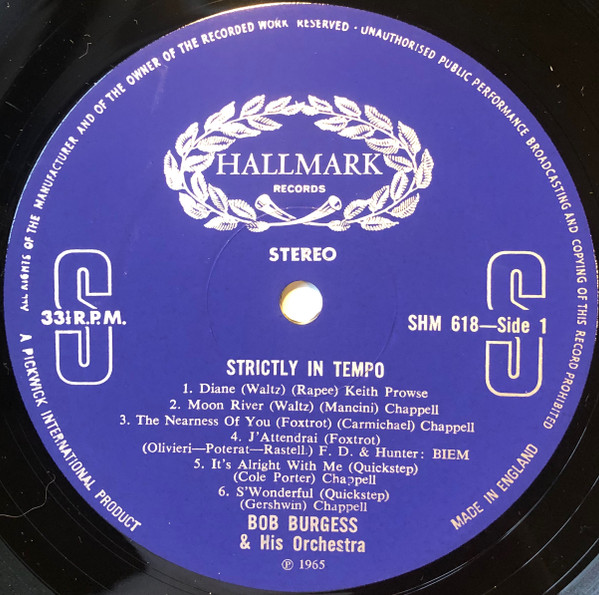 ALL RIGHTS OF THE MANUFACTURER AND OF THE OWNER OF THE RECORDED WORK RESERVED · UNAUTHORISED PUBLIC PERFORMANCE BROADCASTING AND COPYING OF THIS RECORD PROHIBITED
HALLMARK
RECORDS
STEREO
S
S
33⅓ R.P.M.
SHM 618—Side 1
STRICTLY IN TEMPO
1. Diane (Waltz) (Rapee) Keith Prowse
2. Moon River (Waltz) (Mancini) Chappell
3. The Nearness Of You (Foxtrot) (Carmichael) Chappell
4. J'Attendrai (Foxtrot)
(Olivieri—Poterat—Rastell.) F. D. & Hunter: BIEM
5. It's Alright With Me (Quickstep)
(Cole Porter) Chappell
6. S'Wonderful (Quickstep)
(Gershwin) Chappell
BOB BURGESS
& His Orchestra
℗ 1965
A PICKWICK INTERNATIONAL PRODUCT
MADE IN ENGLAND